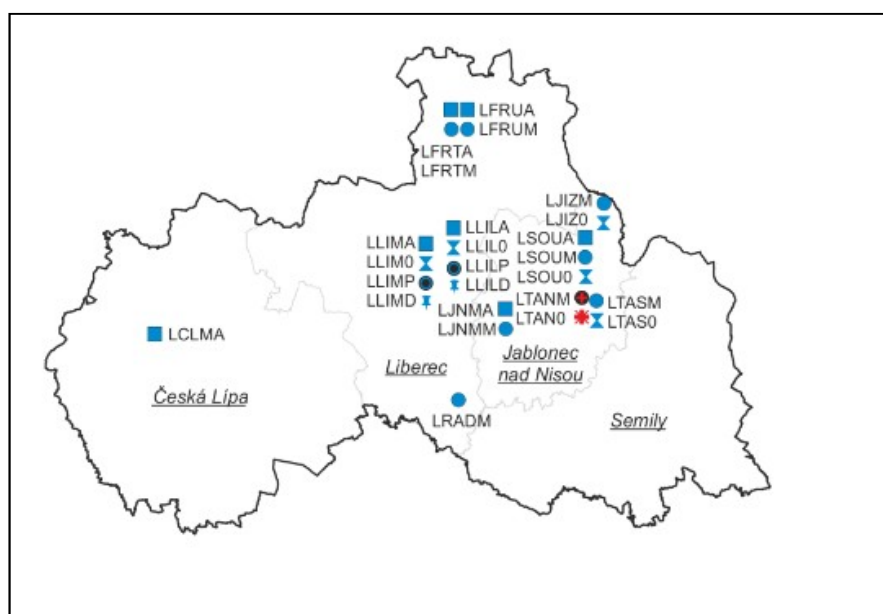 LFRUA
LFRUM
LFRTA
LFRTM
LJIZM
LJIZ0
LLILA
LLIL0
LLILP
LLILD
LLIMA
LLIM0
LLIMP
LLIMD
LSOUA
LSOUM
LSOU0
LTANM
LTAN0
LTASM
LTAS0
LJNMA
LJNMM
LCLMA
Liberec
Jablonec
nad Nisou
Česká Lípa
LRADM
Semily